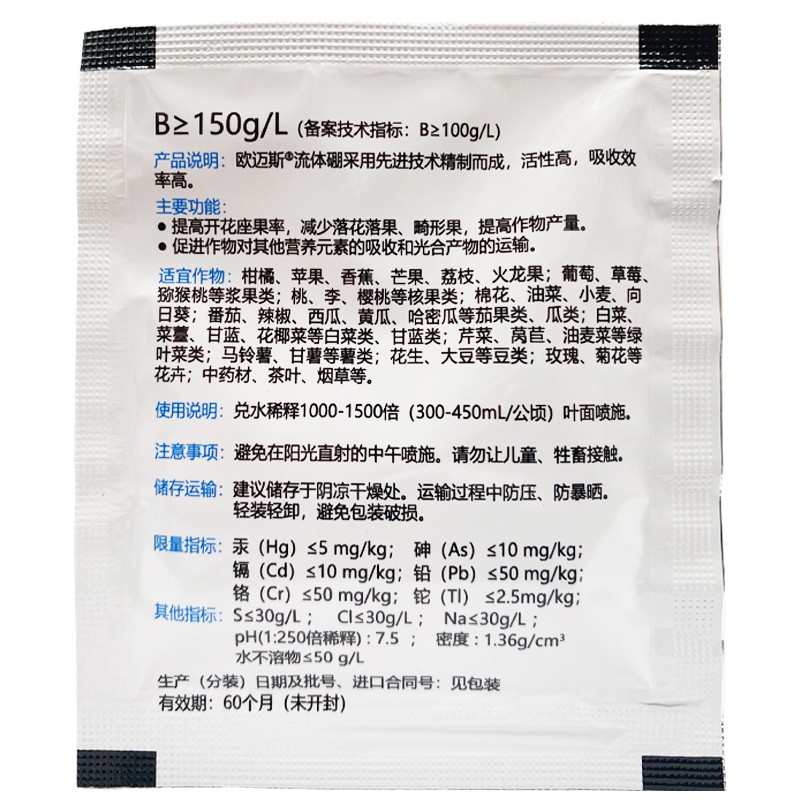 B≥150g/L（备案技术指标：B≥100g/L）
产品说明：欧迈斯®流体硼采用先进技术精制而成，活性高，吸收效
率高。
主要功能：
● 提高开花座果率，减少落花落果、畸形果，提高作物产量。
● 促进作物对其他营养元素的吸收和光合产物的运输。
适宜作物：柑橘、苹果、香蕉、芒果、荔枝、火龙果；葡萄、草莓、
猕猴桃等浆果类；桃、李、樱桃等核果类；棉花、油菜、小麦、向
日葵；番茄、辣椒、西瓜、黄瓜、哈密瓜等茄果类、瓜类；白菜、
菜薹、甘蓝、花椰菜等白菜类、甘蓝类；芹菜、莴苣、油麦菜等绿
叶菜类；马铃薯、甘薯等薯类；花生、大豆等豆类；玫瑰、菊花等
花卉；中药材、茶叶、烟草等。
使用说明：兑水稀释1000-1500倍（300-450mL/公顷）叶面喷施。
注意事项：避免在阳光直射的中午喷施。请勿让儿童、牲畜接触。
储存运输：建议储存于阴凉干燥处。运输过程中防压、防暴晒。
轻装轻卸，避免包装破损。
限量指标：汞（Hg）≤5 mg/kg； 砷（As）≤10 mg/kg；
镉（Cd）≤10 mg/kg；铅（Pb）≤50 mg/kg；
铬（Cr）≤50 mg/kg；铊（Tl） ≤2.5mg/kg；
其他指标：S≤30g/L； Cl≤30g/L； Na≤30g/L；
pH(1:250倍稀释)：7.5 ； 密度：1.36g/cm³
水不溶物≤50 g/L
生产（分装）日期及批号、进口合同号：见包装
有效期：60个月（未开封）